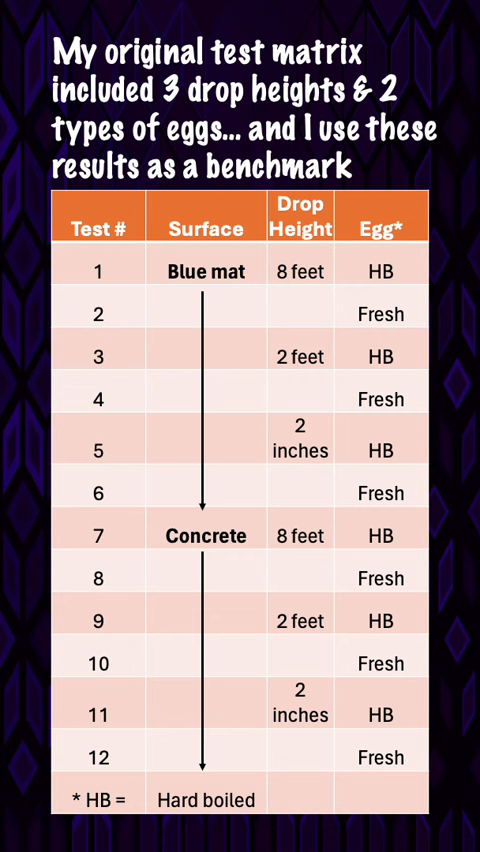 My original test matrix
included 3 drop heights & 2
types of eggs... and I use these
results as a benchmark
Test # Surface Drop Height Egg*
1 Blue mat 8 feet HB
2 Fresh
3 2 feet HB
4 Fresh
5 2 inches HB
6 Fresh
7 Concrete 8 feet HB
8 Fresh
9 2 feet HB
10 Fresh
11 2 inches HB
12 Fresh
* HB = Hard boiled